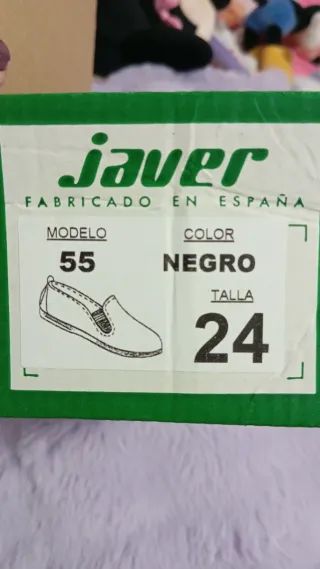 javer
FABRICADO EN ESPAÑA
MODELO COLOR
55 NEGRO
TALLA
24